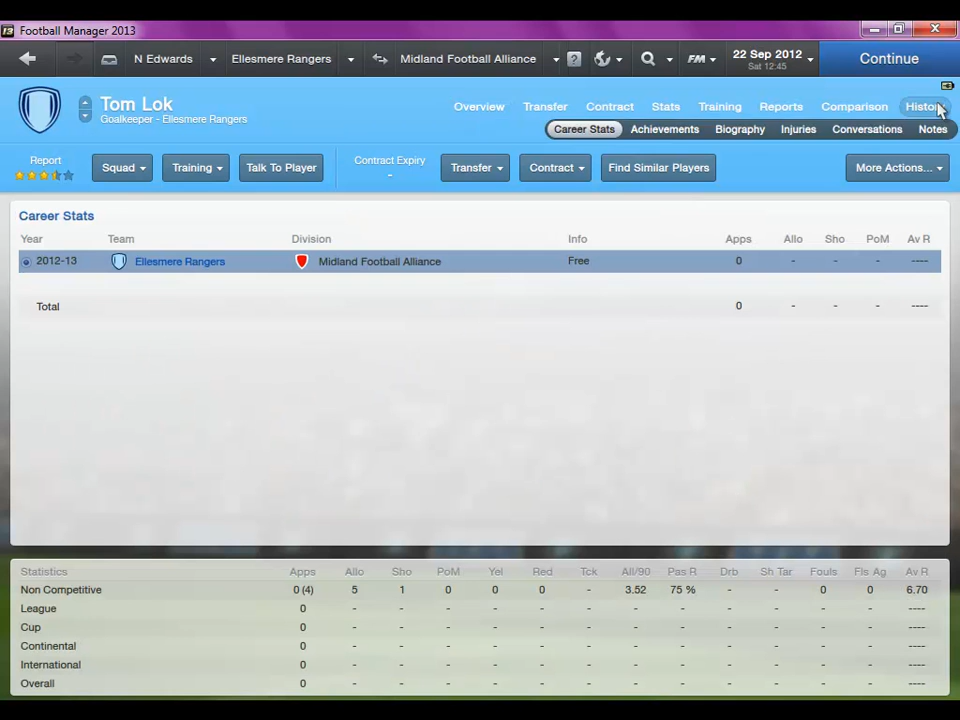 13 Football Manager 2013
N Edwards Ellesmere Rangers Midland Football Alliance ? FM 22 Sep 2012 Continue
Sat 12:45
Tom Lok
Goalkeeper - Ellesmere Rangers
Overview Transfer Contract Stats Training Reports Comparison History
Career Stats Achievements Biography Injuries Conversations Notes
Report Squad Training Talk To Player Contract Expiry - Transfer Contract Find Similar Players More Actions...
Career Stats
Year Team Division Info Apps Allo Sho PoM Av R
2012-13 Ellesmere Rangers Midland Football Alliance Free 0 - - - ----
Total 0 - - - ----
Statistics Apps Allo Sho PoM Yel Red Tck All/90 Pas R Drb Sh Tar Fouls Fls Ag Av R
Non Competitive 0 (4) 5 1 0 0 0 - 3.52 75 % - - 0 0 6.70
League 0 - - - - - - - - - - - - ----
Cup 0 - - - - - - - - - - - - ----
Continental 0 - - - - - - - - - - - - ----
International 0 - - - - - - - - - - - - ----
Overall 0 - - - - - - - - - - - - ----